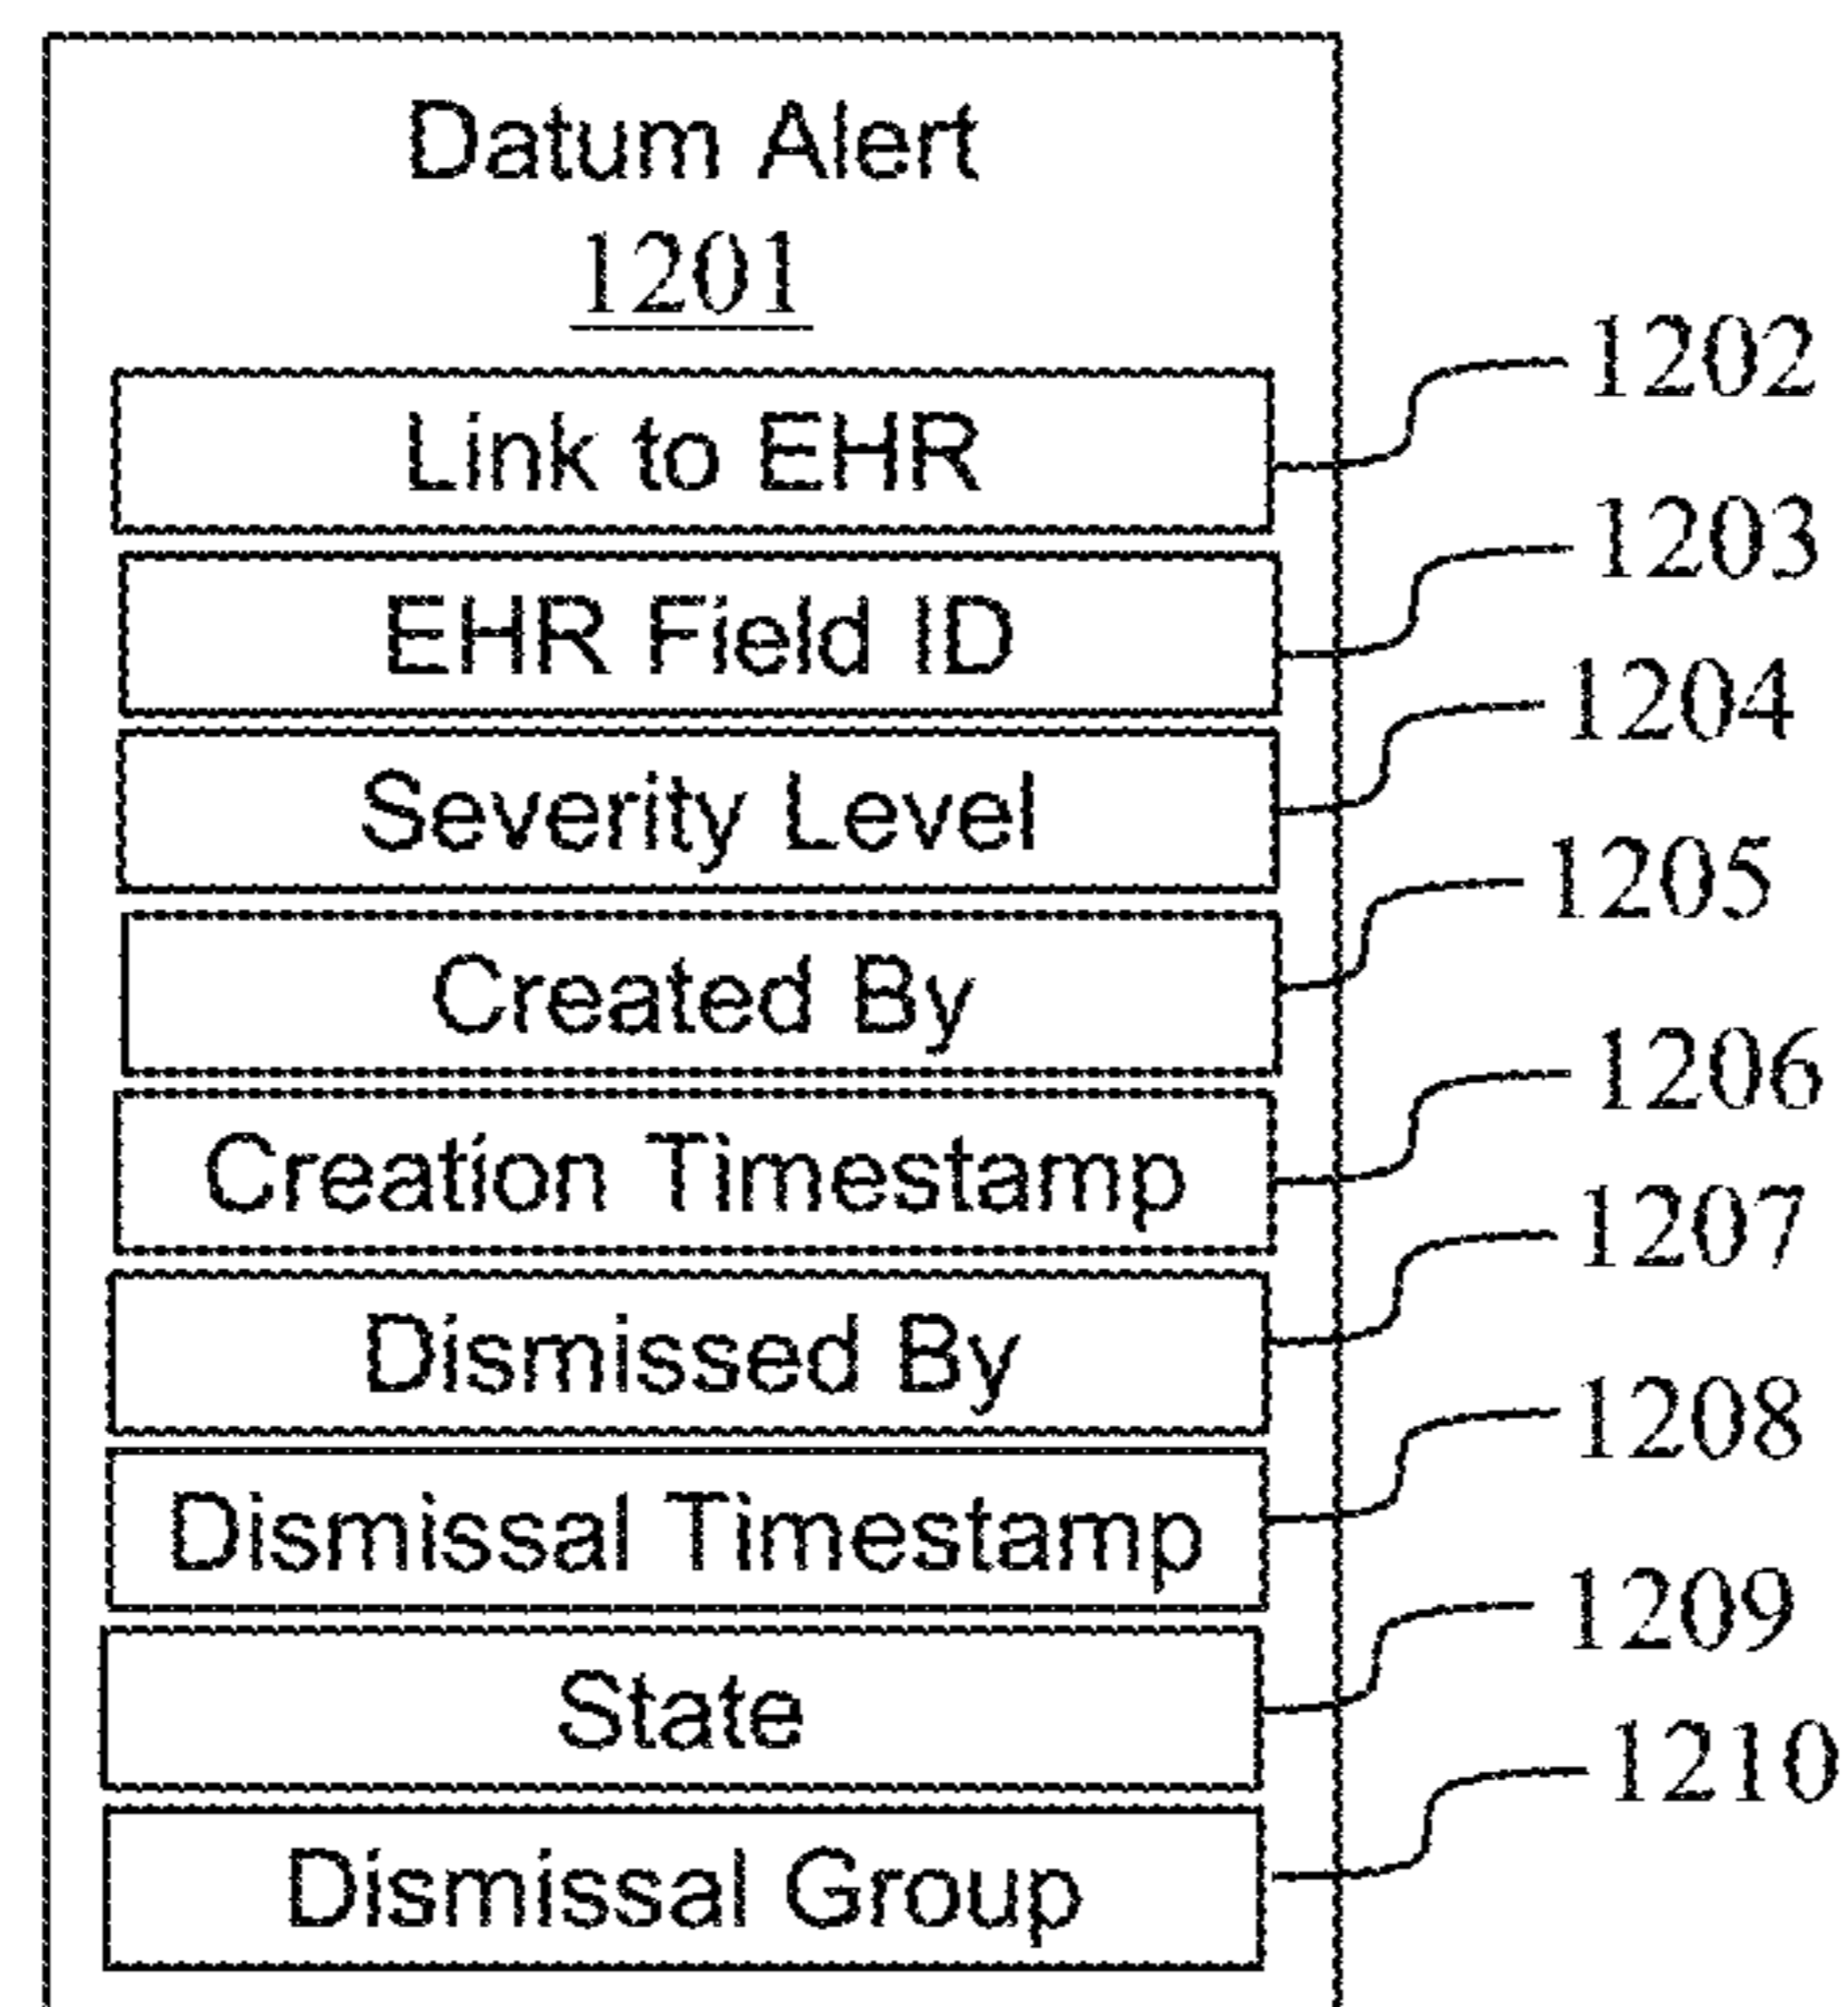 Datum Alert
1201
Link to EHR 1202
EHR Field ID 1203
Severity Level 1204
Created By 1205
Creation Timestamp 1206
Dismissed By 1207
Dismissal Timestamp 1208
State 1209
Dismissal Group 1210